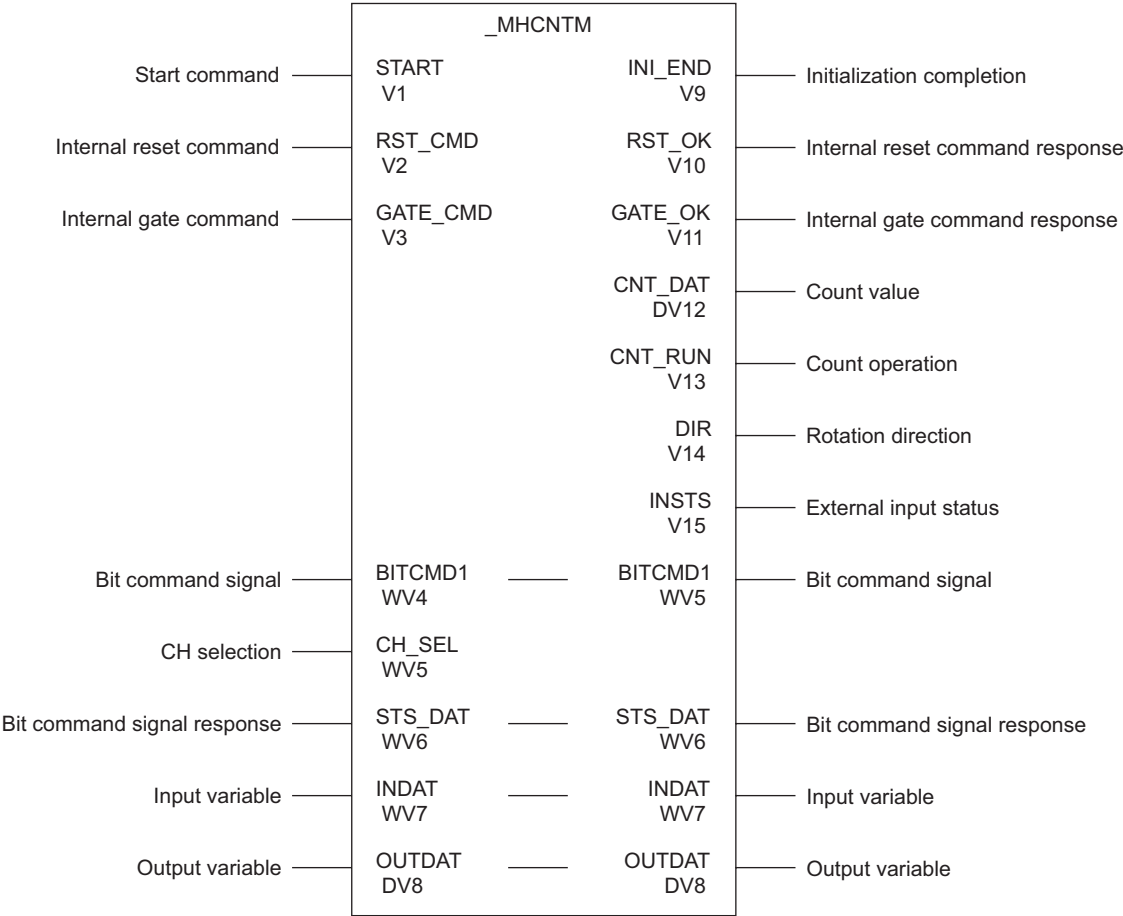 _MHCNTM
Start command START INI_END Initialization completion
V1 V9
Internal reset command RST_CMD RST_OK Internal reset command response
V2 V10
Internal gate command GATE_CMD GATE_OK Internal gate command response
V3 V11
CNT_DAT Count value
DV12
CNT_RUN Count operation
V13
DIR Rotation direction
V14
INSTS External input status
V15
Bit command signal BITCMD1 BITCMD1 Bit command signal
WV4 WV5
CH selection CH_SEL
WV5
Bit command signal response STS_DAT STS_DAT Bit command signal response
WV6 WV6
Input variable INDAT INDAT Input variable
WV7 WV7
Output variable OUTDAT OUTDAT Output variable
DV8 DV8